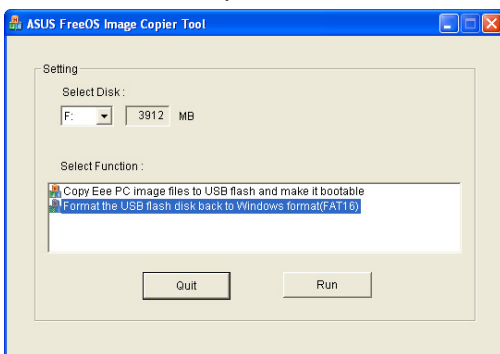 ASUS FreeOS Image Copier Tool
Setting
Select Disk :
F: 3912 MB
Select Function :
Copy Eee PC image files to USB flash and make it bootable
Format the USB flash disk back to Windows format(FAT16)
Quit Run